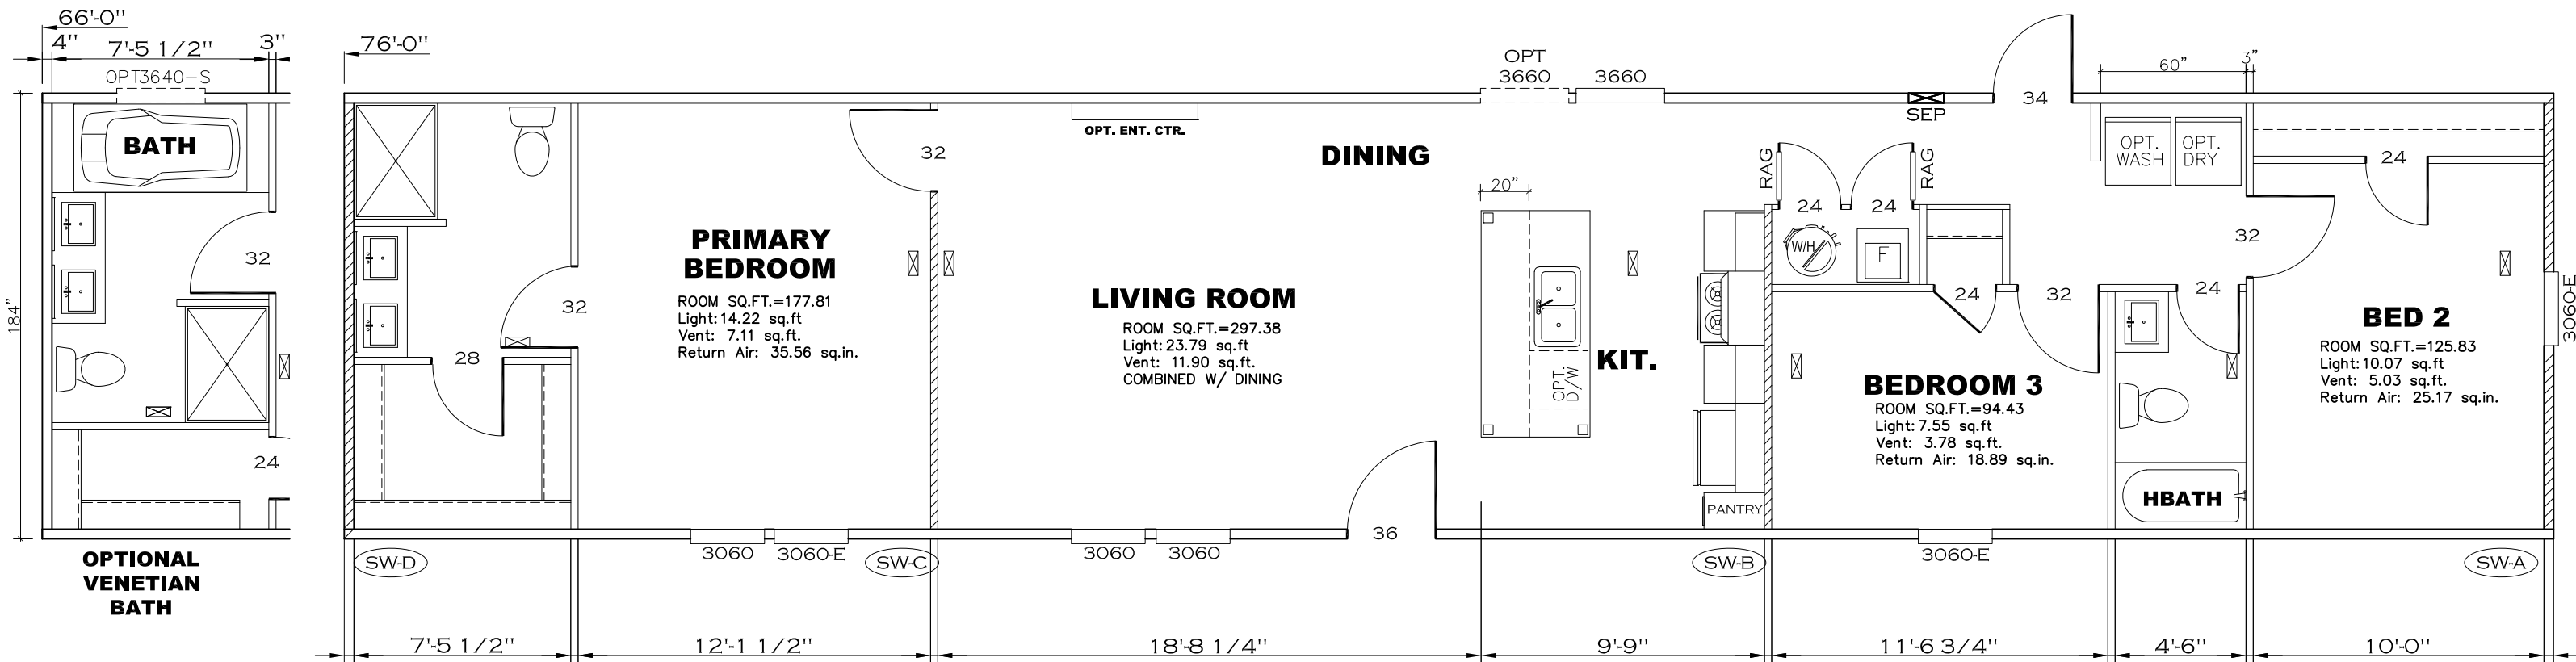 66'-0"
4" 7'-5 1/2" 3"
OPT3640-S
BATH
32
184"
24
OPTIONAL
VENETIAN
BATH
76'-0"
28
32
PRIMARY
BEDROOM
ROOM SQ.FT.=177.81
Light:14.22 sq.ft
Vent: 7.11 sq.ft.
Return Air: 35.56 sq.in.
32
OPT. ENT. CTR.
LIVING ROOM
ROOM SQ.FT.=297.38
Light:23.79 sq.ft
Vent: 11.90 sq.ft.
COMBINED W/ DINING
DINING
OPT
3660
3660
20"
OPT.
D/W
KIT.
PANTRY
36
SEP
34
RAG
RAG
24
24
W/H
F
24
32
BEDROOM 3
ROOM SQ.FT.=94.43
Light:7.55 sq.ft
Vent: 3.78 sq.ft.
Return Air: 18.89 sq.in.
60"
3"
OPT.
WASH
OPT.
DRY
24
HBATH
32
24
BED 2
ROOM SQ.FT.=125.83
Light:10.07 sq.ft
Vent: 5.03 sq.ft.
Return Air: 25.17 sq.in.
3060-E
SW-D
3060
3060-E
SW-C
3060
3060
SW-B
3060-E
SW-A
7'-5 1/2"
12'-1 1/2"
18'-8 1/4"
9'-9"
11'-6 3/4"
4'-6"
10'-0"